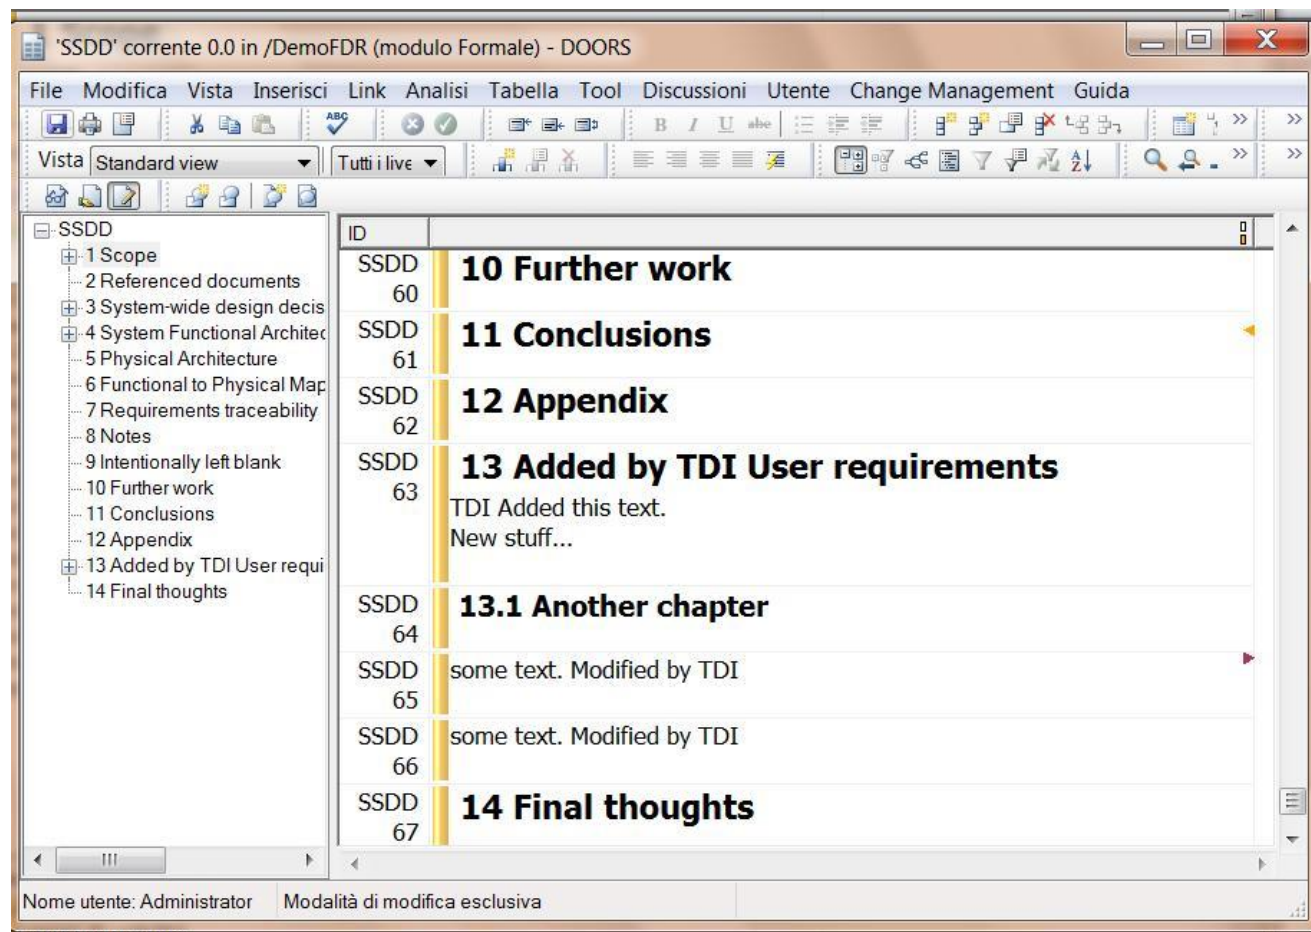 'SSDD' corrente 0.0 in /DemoFDR (modulo Formale) - DOORS
File Modifica Vista Inserisci Link Analisi Tabella Tool Discussioni Utente Change Management Guida
ABC
B I U abc
Vista Standard view Tutti i live
SSDD
1 Scope
2 Referenced documents
3 System-wide design decis
4 System Functional Architec
5 Physical Architecture
6 Functional to Physical Map
7 Requirements traceability
8 Notes
9 Intentionally left blank
10 Further work
11 Conclusions
12 Appendix
13 Added by TDI User requi
14 Final thoughts
ID
SSDD 60
10 Further work
SSDD 61
11 Conclusions
SSDD 62
12 Appendix
SSDD 63
13 Added by TDI User requirements
TDI Added this text.
New stuff...
SSDD 64
13.1 Another chapter
SSDD 65
some text. Modified by TDI
SSDD 66
some text. Modified by TDI
SSDD 67
14 Final thoughts
Nome utente: Administrator Modalità di modifica esclusiva